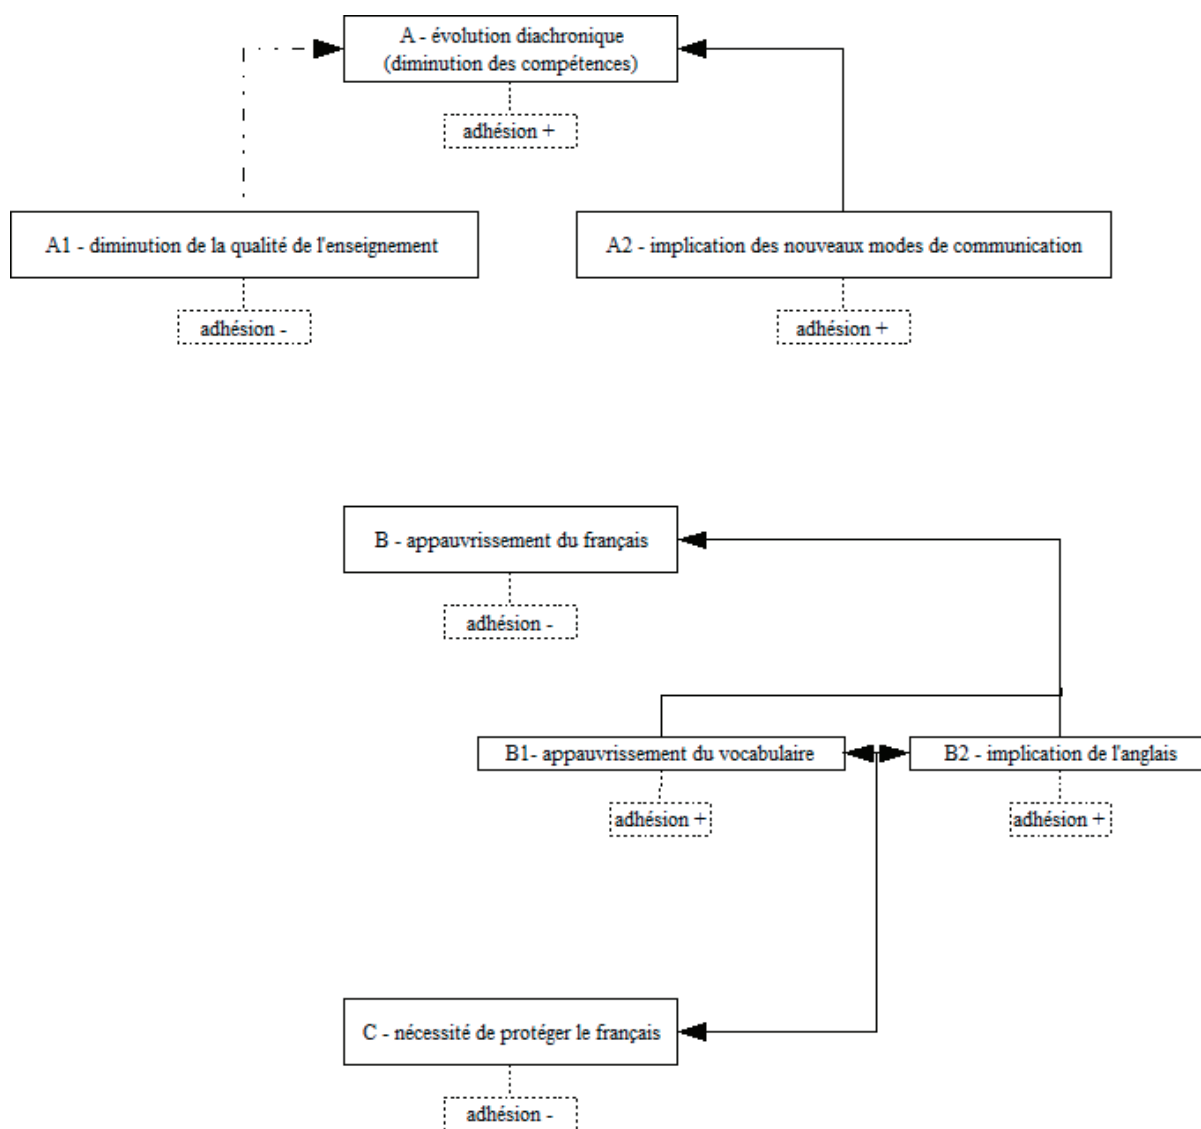 A - évolution diachronique
(diminution des compétences)
adhésion +
A1 - diminution de la qualité de l'enseignement
A2 - implication des nouveaux modes de communication
adhésion -
adhésion +
B - appauvrissement du français
adhésion -
B1- appauvrissement du vocabulaire
B2 - implication de l'anglais
adhésion +
adhésion +
C - nécessité de protéger le français
adhésion -